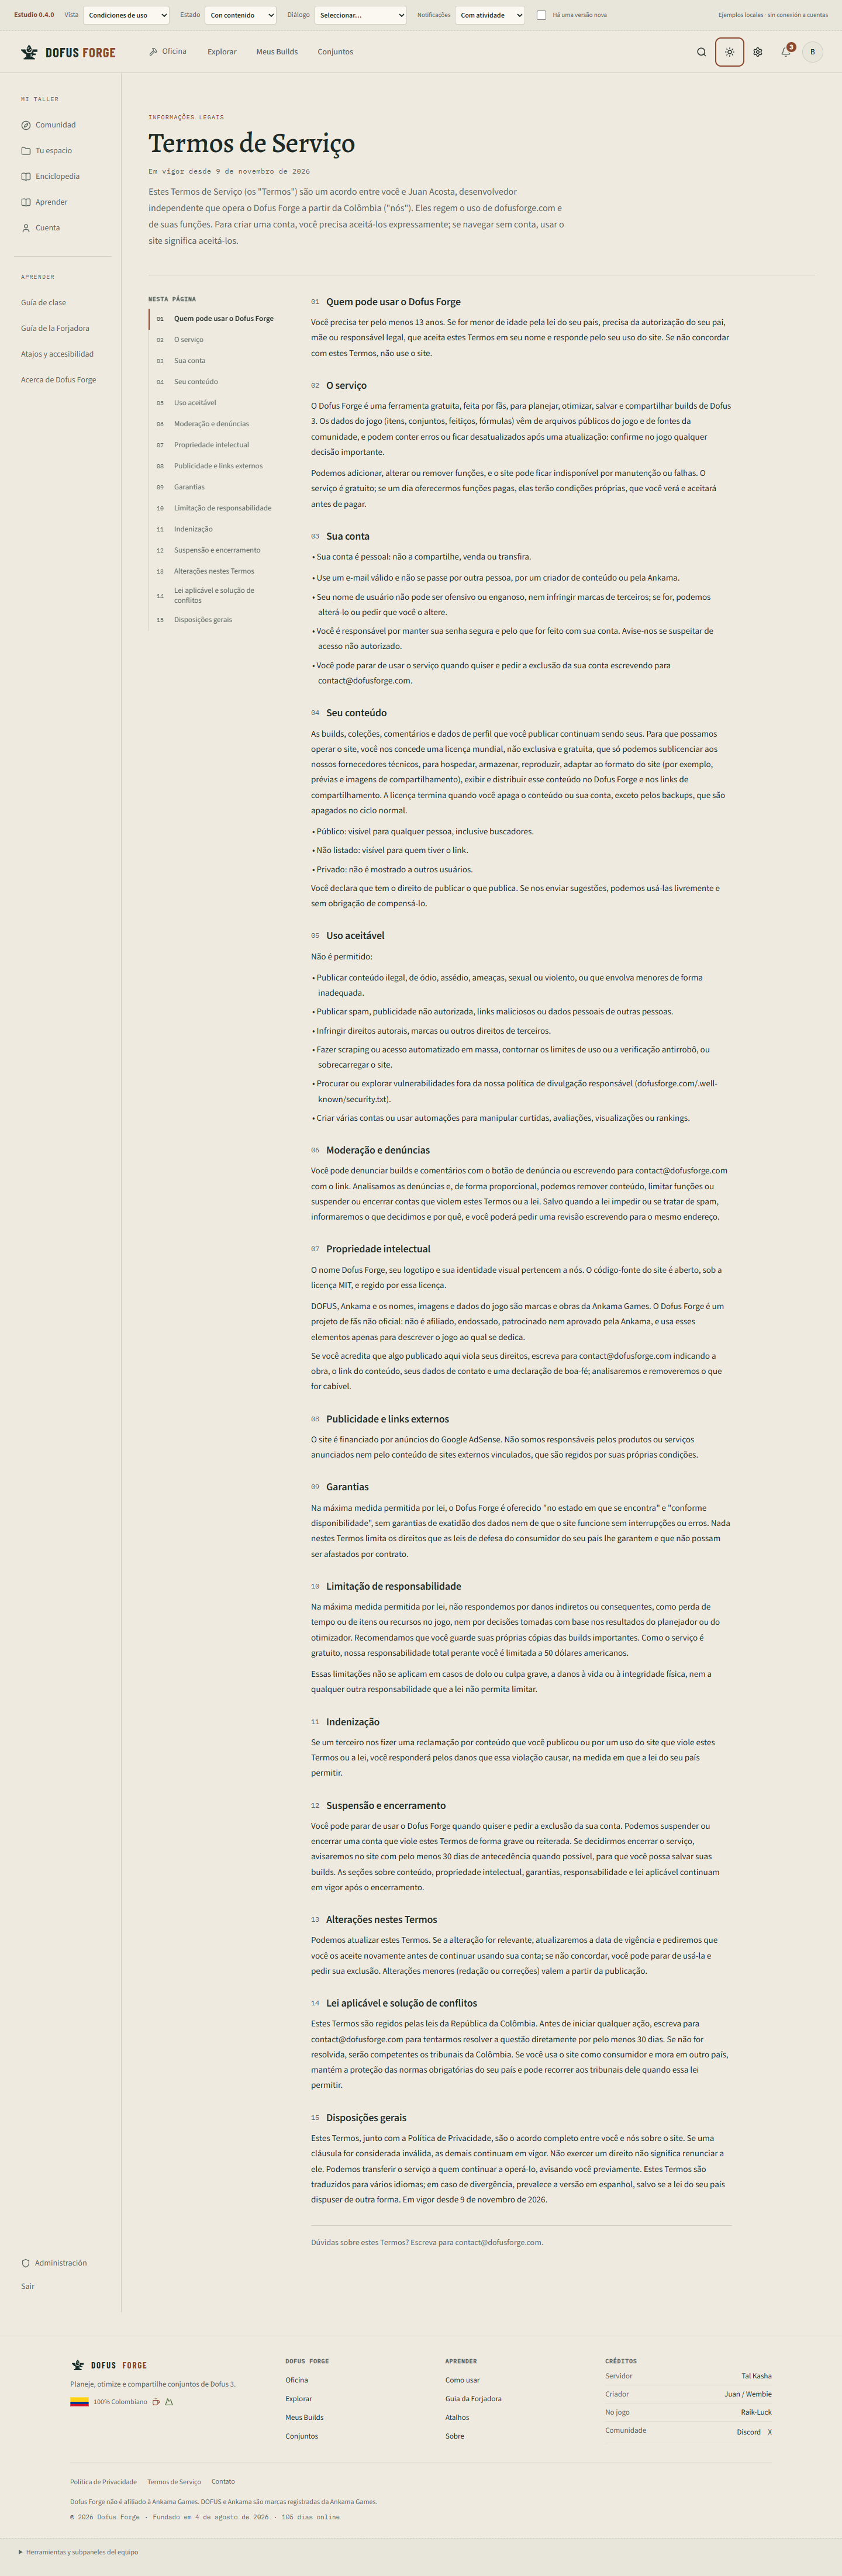 Estudio 0.4.0 Vista Condiciones de uso Estado Con contenido Diálogo Seleccionar... Notificações Com atividade Há uma versão nova Ejemplos locales · sin conexión a cuentas
DOFUS FORGE Oficina Explorar Meus Builds Conjuntos 3 B
MI TALLER
Comunidad
Tu espacio
Enciclopedia
Aprender
Cuenta
APRENDER
Guía de clase
Guía de la Forjadora
Atajos y accesibilidad
Acerca de Dofus Forge
INFORMAÇÕES LEGAIS
Termos de Serviço
Em vigor desde 9 de novembro de 2026
Estes Termos de Serviço (os "Termos") são um acordo entre você e Juan Acosta, desenvolvedor
independente que opera o Dofus Forge a partir da Colômbia ("nós"). Eles regem o uso de dofusforge.com e
de suas funções. Para criar uma conta, você precisa aceitá-los expressamente; se navegar sem conta, usar o
site significa aceitá-los.
NESTA PÁGINA
01 Quem pode usar o Dofus Forge
02 O serviço
03 Sua conta
04 Seu conteúdo
05 Uso aceitável
06 Moderação e denúncias
07 Propriedade intelectual
08 Publicidade e links externos
09 Garantias
10 Limitação de responsabilidade
11 Indenização
12 Suspensão e encerramento
13 Alterações nestes Termos
14 Lei aplicável e solução de
conflitos
15 Disposições gerais
01 Quem pode usar o Dofus Forge
Você precisa ter pelo menos 13 anos. Se for menor de idade pela lei do seu país, precisa da autorização do seu pai,
mãe ou responsável legal, que aceita estes Termos em seu nome e responde pelo seu uso do site. Se não concordar
com estes Termos, não use o site.
02 O serviço
O Dofus Forge é uma ferramenta gratuita, feita por fãs, para planejar, otimizar, salvar e compartilhar builds de Dofus
3. Os dados do jogo (itens, conjuntos, feitiços, fórmulas) vêm de arquivos públicos do jogo e de fontes da
comunidade, e podem conter erros ou ficar desatualizados após uma atualização: confirme no jogo qualquer
decisão importante.
Podemos adicionar, alterar ou remover funções, e o site pode ficar indisponível por manutenção ou falhas. O
serviço é gratuito; se um dia oferecermos funções pagas, elas terão condições próprias, que você verá e aceitará
antes de pagar.
03 Sua conta
• Sua conta é pessoal: não a compartilhe, venda ou transfira.
• Use um e-mail válido e não se passe por outra pessoa, por um criador de conteúdo ou pela Ankama.
• Seu nome de usuário não pode ser ofensivo ou enganoso, nem infringir marcas de terceiros; se for, podemos
alterá-lo ou pedir que você o altere.
• Você é responsável por manter sua senha segura e pelo que for feito com sua conta. Avise-nos se suspeitar de
acesso não autorizado.
• Você pode parar de usar o serviço quando quiser e pedir a exclusão da sua conta escrevendo para
contact@dofusforge.com.
04 Seu conteúdo
As builds, coleções, comentários e dados de perfil que você publicar continuam sendo seus. Para que possamos
operar o site, você nos concede uma licença mundial, não exclusiva e gratuita, que só podemos sublicenciar aos
nossos fornecedores técnicos, para hospedar, armazenar, reproduzir, adaptar ao formato do site (por exemplo,
prévias e imagens de compartilhamento), exibir e distribuir esse conteúdo no Dofus Forge e nos links de
compartilhamento. A licença termina quando você apaga o conteúdo ou sua conta, exceto pelos backups, que são
apagados no ciclo normal.
• Público: visível para qualquer pessoa, inclusive buscadores.
• Não listado: visível para quem tiver o link.
• Privado: não é mostrado a outros usuários.
Você declara que tem o direito de publicar o que publica. Se nos enviar sugestões, podemos usá-las livremente e
sem obrigação de compensá-lo.
05 Uso aceitável
Não é permitido:
• Publicar conteúdo ilegal, de ódio, assédio, ameaças, sexual ou violento, ou que envolva menores de forma
inadequada.
• Publicar spam, publicidade não autorizada, links maliciosos ou dados pessoais de outras pessoas.
• Infringir direitos autorais, marcas ou outros direitos de terceiros.
• Fazer scraping ou acesso automatizado em massa, contornar os limites de uso ou a verificação antirrobô, ou
sobrecarregar o site.
• Procurar ou explorar vulnerabilidades fora da nossa política de divulgação responsável (dofusforge.com/.well-
known/security.txt).
• Criar várias contas ou usar automações para manipular curtidas, avaliações, visualizações ou rankings.
06 Moderação e denúncias
Você pode denunciar builds e comentários com o botão de denúncia ou escrevendo para contact@dofusforge.com
com o link. Analisamos as denúncias e, de forma proporcional, podemos remover conteúdo, limitar funções ou
suspender ou encerrar contas que violem estes Termos ou a lei. Salvo quando a lei impedir ou se tratar de spam,
informaremos o que decidimos e por quê, e você poderá pedir uma revisão escrevendo para o mesmo endereço.
07 Propriedade intelectual
O nome Dofus Forge, seu logotipo e sua identidade visual pertencem a nós. O código-fonte do site é aberto, sob a
licença MIT, e regido por essa licença.
DOFUS, Ankama e os nomes, imagens e dados do jogo são marcas e obras da Ankama Games. O Dofus Forge é um
projeto de fãs não oficial: não é afiliado, endossado, patrocinado nem aprovado pela Ankama, e usa esses
elementos apenas para descrever o jogo ao qual se dedica.
Se você acredita que algo publicado aqui viola seus direitos, escreva para contact@dofusforge.com indicando a
obra, o link do conteúdo, seus dados de contato e uma declaração de boa-fé; analisaremos e removeremos o que
for cabível.
08 Publicidade e links externos
O site é financiado por anúncios do Google AdSense. Não somos responsáveis pelos produtos ou serviços
anunciados nem pelo conteúdo de sites externos vinculados, que são regidos por suas próprias condições.
09 Garantias
Na máxima medida permitida por lei, o Dofus Forge é oferecido "no estado em que se encontra" e "conforme
disponibilidade", sem garantias de exatidão dos dados nem de que o site funcione sem interrupções ou erros. Nada
nestes Termos limita os direitos que as leis de defesa do consumidor do seu país lhe garantem e que não possam
ser afastados por contrato.
10 Limitação de responsabilidade
Na máxima medida permitida por lei, não respondemos por danos indiretos ou consequentes, como perda de
tempo ou de itens ou recursos no jogo, nem por decisões tomadas com base nos resultados do planejador ou do
otimizador. Recomendamos que você guarde suas próprias cópias das builds importantes. Como o serviço é
gratuito, nossa responsabilidade total perante você é limitada a 50 dólares americanos.
Essas limitações não se aplicam em casos de dolo ou culpa grave, a danos à vida ou à integridade física, nem a
qualquer outra responsabilidade que a lei não permita limitar.
11 Indenização
Se um terceiro nos fizer uma reclamação por conteúdo que você publicou ou por um uso do site que viole estes
Termos ou a lei, você responderá pelos danos que essa violação causar, na medida em que a lei do seu país
permitir.
12 Suspensão e encerramento
Você pode parar de usar o Dofus Forge quando quiser e pedir a exclusão da sua conta. Podemos suspender ou
encerrar uma conta que viole estes Termos de forma grave ou reiterada. Se decidirmos encerrar o serviço,
avisaremos no site com pelo menos 30 dias de antecedência quando possível, para que você possa salvar suas
builds. As seções sobre conteúdo, propriedade intelectual, garantias, responsabilidade e lei aplicável continuam
em vigor após o encerramento.
13 Alterações nestes Termos
Podemos atualizar estes Termos. Se a alteração for relevante, atualizaremos a data de vigência e pediremos que
você os aceite novamente antes de continuar usando sua conta; se não concordar, você pode parar de usá-la e
pedir sua exclusão. Alterações menores (redação ou correções) valem a partir da publicação.
14 Lei aplicável e solução de conflitos
Estes Termos são regidos pelas leis da República da Colômbia. Antes de iniciar qualquer ação, escreva para
contact@dofusforge.com para tentarmos resolver a questão diretamente por pelo menos 30 dias. Se não for
resolvida, serão competentes os tribunais da Colômbia. Se você usa o site como consumidor e mora em outro país,
mantém a proteção das normas obrigatórias do seu país e pode recorrer aos tribunais dele quando essa lei
permitir.
15 Disposições gerais
Estes Termos, junto com a Política de Privacidade, são o acordo completo entre você e nós sobre o site. Se uma
cláusula for considerada inválida, as demais continuam em vigor. Não exercer um direito não significa renunciar a
ele. Podemos transferir o serviço a quem continuar a operá-lo, avisando você previamente. Estes Termos são
traduzidos para vários idiomas; em caso de divergência, prevalece a versão em espanhol, salvo se a lei do seu país
dispuser de outra forma. Em vigor desde 9 de novembro de 2026.
Dúvidas sobre estes Termos? Escreva para contact@dofusforge.com.
Administración
Sair
DOFUS FORGE
Planeje, otimize e compartilhe conjuntos de Dofus 3.
100% Colombiano
DOFUS FORGE
Oficina
Explorar
Meus Builds
Conjuntos
APRENDER
Como usar
Guia da Forjadora
Atalhos
Sobre
CRÉDITOS
Servidor Tal Kasha
Criador Juan / Wembie
No jogo Raik-Luck
Comunidade Discord X
Política de Privacidade Termos de Serviço Contato
Dofus Forge não é afiliado à Ankama Games. DOFUS e Ankama são marcas registradas da Ankama Games.
© 2026 Dofus Forge · Fundado em 4 de agosto de 2026 · 105 dias online
Herramientas y subpaneles del equipo